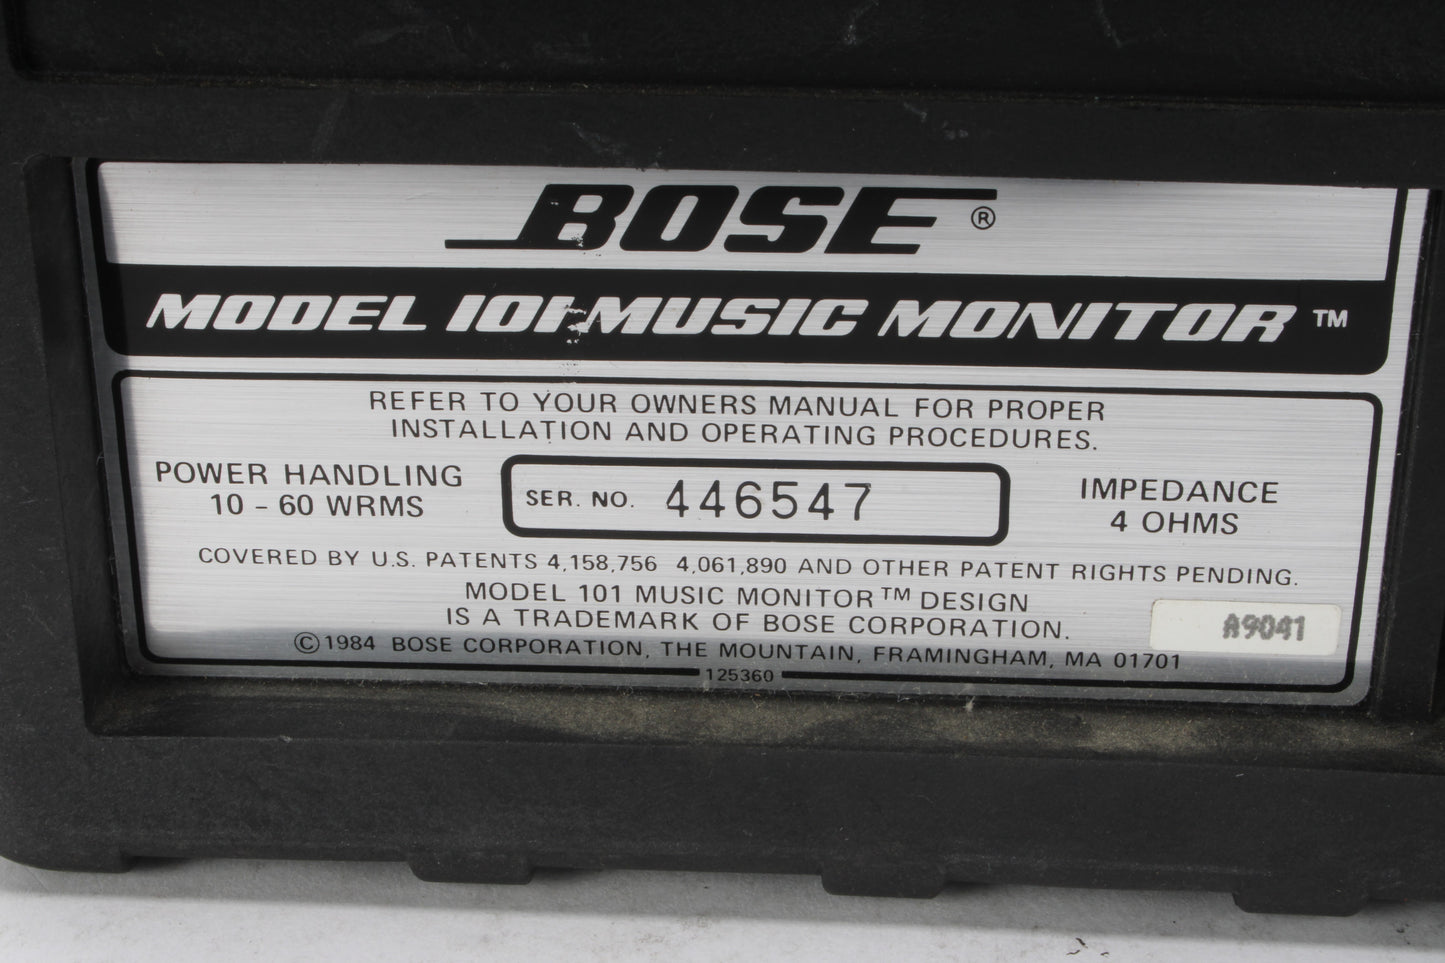 BOSE®
MODEL 101 MUSIC MONITOR™
REFER TO YOUR OWNERS MANUAL FOR PROPER
INSTALLATION AND OPERATING PROCEDURES.
POWER HANDLING
10 - 60 WRMS
SER. NO. 446547
IMPEDANCE
4 OHMS
COVERED BY U.S. PATENTS 4,158,756 4,061,890 AND OTHER PATENT RIGHTS PENDING.
MODEL 101 MUSIC MONITOR™ DESIGN
IS A TRADEMARK OF BOSE CORPORATION.
©1984 BOSE CORPORATION, THE MOUNTAIN, FRAMINGHAM, MA 01701
125360
A9041